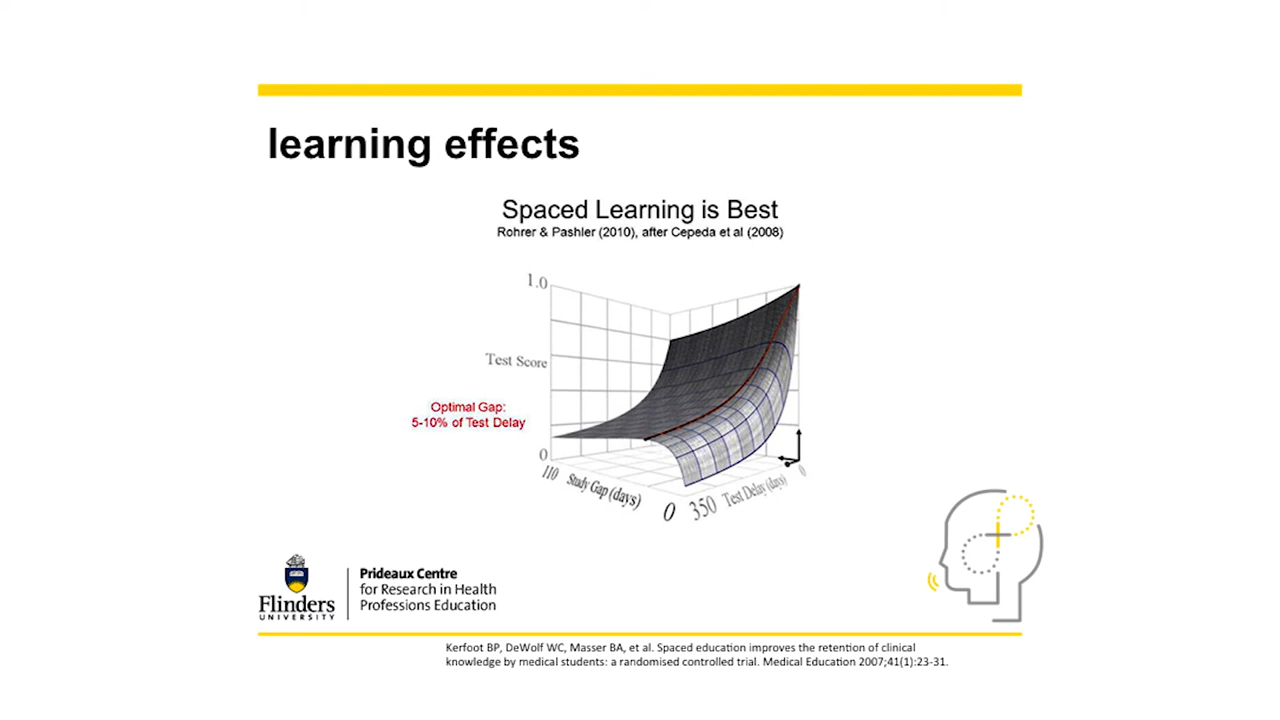 learning effects
Spaced Learning is Best
Rohrer & Pashler (2010), after Cepeda et al (2008)
1.0
Test Score
Optimal Gap:
5-10% of Test Delay
0
110
Study Gap (days)
0
350
Test Delay (days)
0
Flinders
UNIVERSITY
Prideaux Centre
for Research in Health
Professions Education
Kerfoot BP, DeWolf WC, Masser BA, et al. Spaced education improves the retention of clinical
knowledge by medical students: a randomised controlled trial. Medical Education 2007;41(1):23-31.